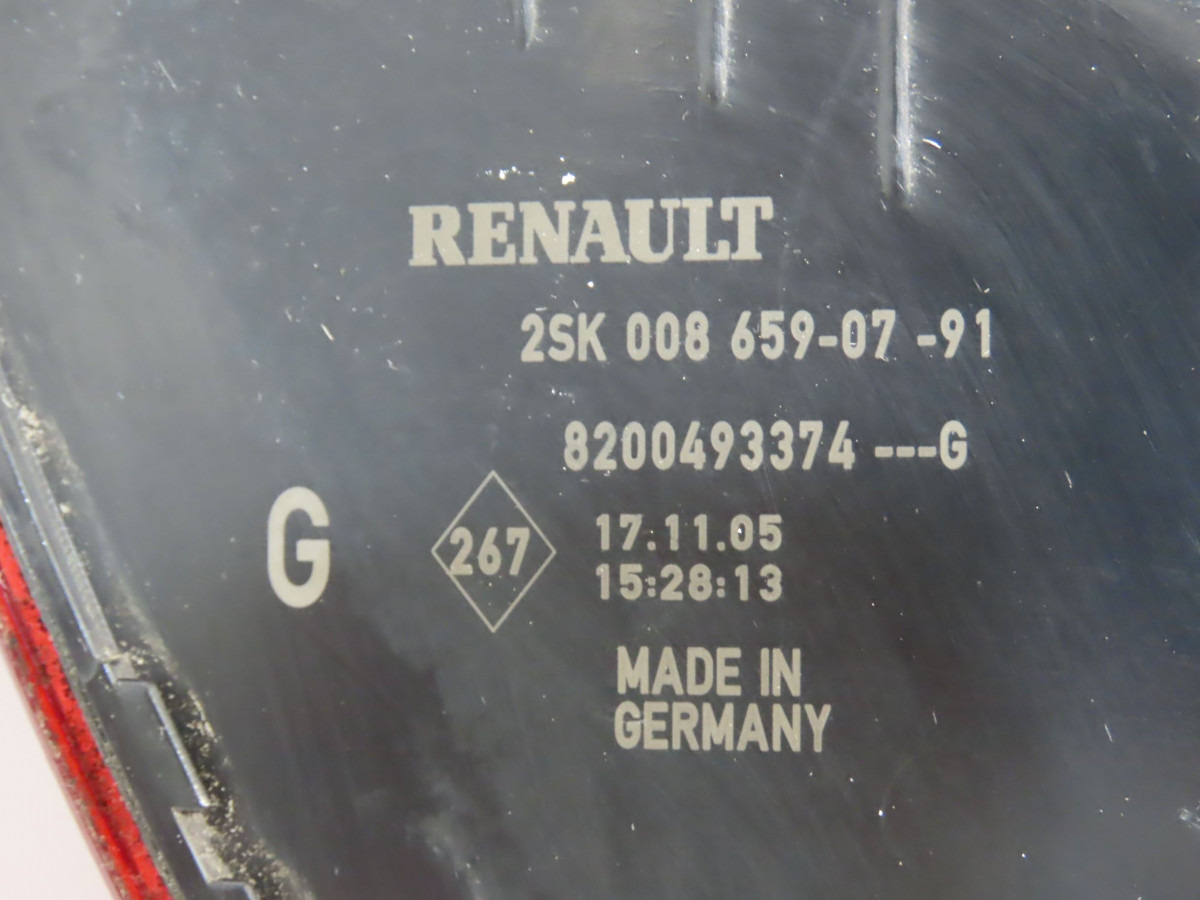 RENAULT
2SK 008 659-07 -91
8200493374 ---G
G
267
17.11.05
15:28:13
MADE IN
GERMANY